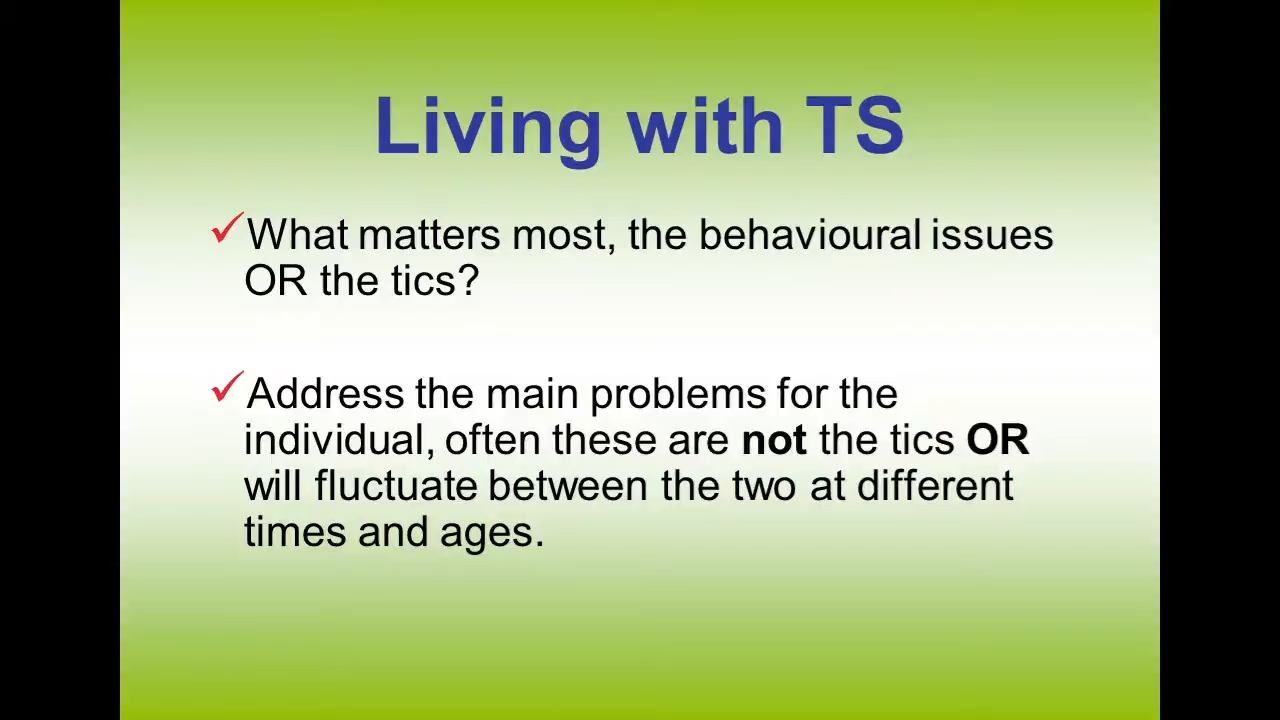 Living with TS
✓What matters most, the behavioural issues
OR the tics?
✓Address the main problems for the
individual, often these are not the tics OR
will fluctuate between the two at different
times and ages.